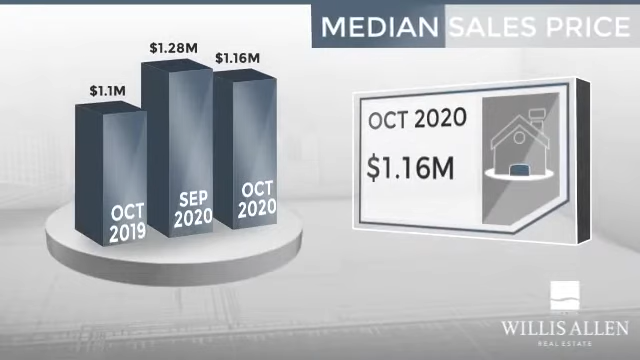 MEDIAN SALES PRICE
$1.1M
$1.28M
$1.16M
OCT
2019
SEP
2020
OCT
2020
OCT 2020
$1.16M
WILLIS ALLEN
REAL ESTATE